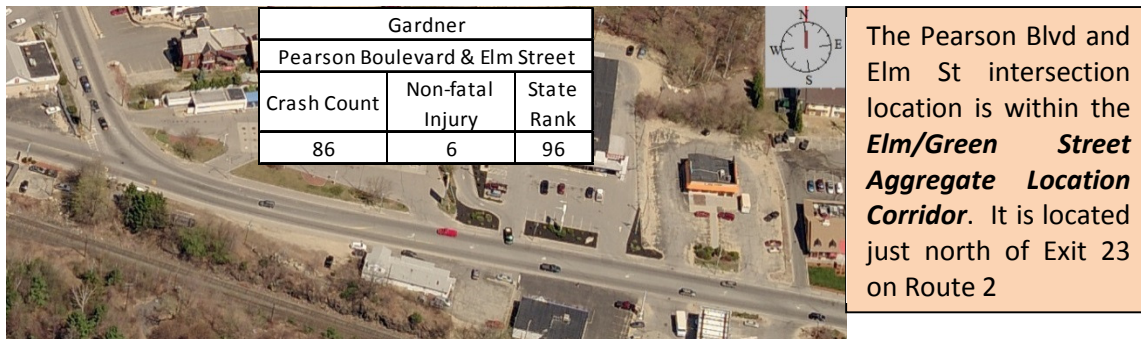 Gardner
Pearson Boulevard & Elm Street
Crash Count Non-fatal Injury State Rank
86 6 96
N
W E
S
The Pearson Blvd and
Elm St intersection
location is within the
Elm/Green Street
Aggregate Location
Corridor. It is located
just north of Exit 23
on Route 2